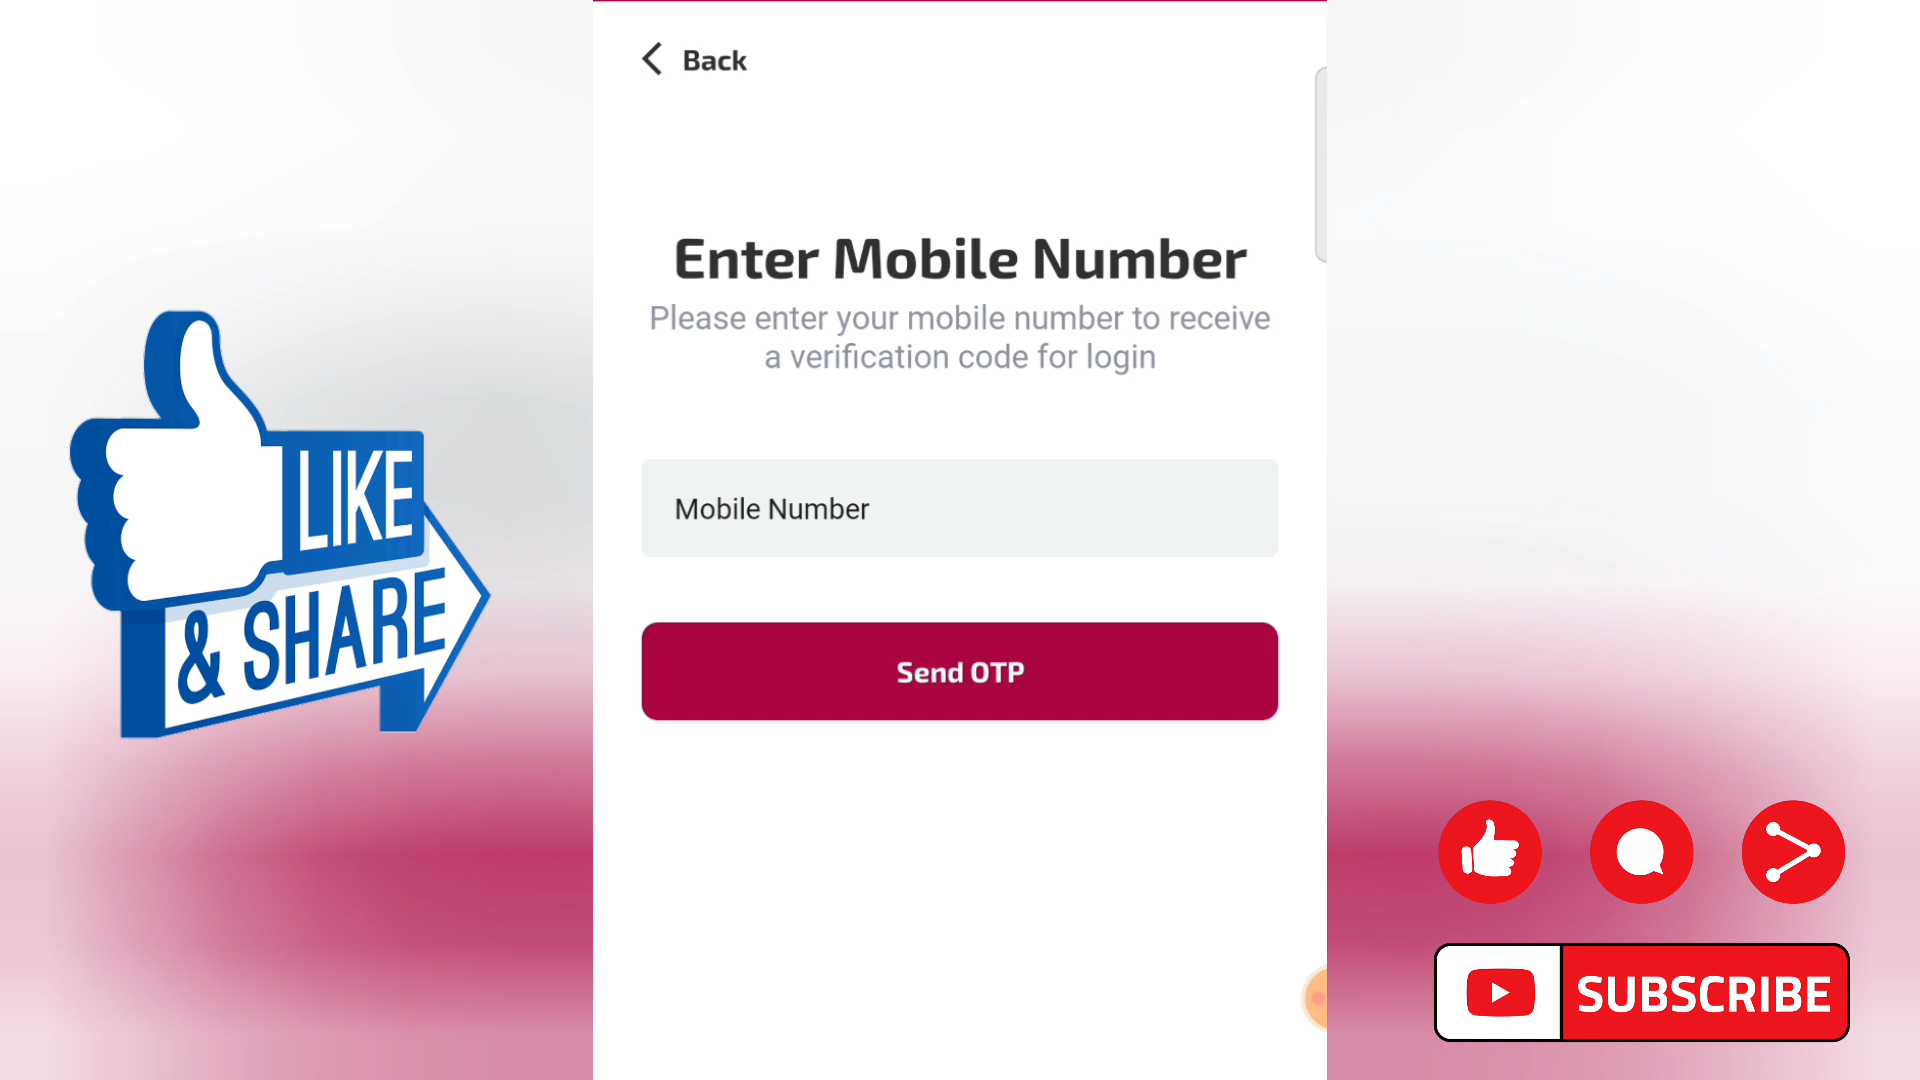 Back
Enter Mobile Number
Please enter your mobile number to receive
a verification code for login
Mobile Number
Send OTP
LIKE
& SHARE
SUBSCRIBE